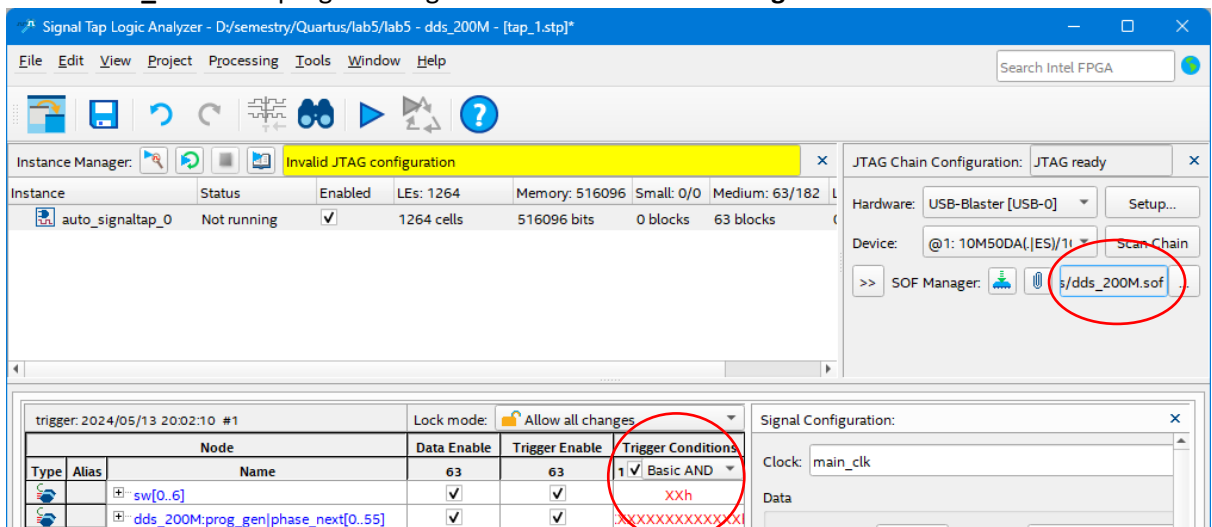 Signal Tap Logic Analyzer - D:/semestry/Quartus/lab5/lab5 - dds_200M - [tap_1.stp]*
File Edit View Project Processing Tools Window Help
Search Intel FPGA
Instance Manager: Invalid JTAG configuration
JTAG Chain Configuration: JTAG ready
Instance Status Enabled LEs: 1264 Memory: 516096 Small: 0/0 Medium: 63/182
auto_signaltap_0 Not running 1264 cells 516096 bits 0 blocks 63 blocks
Hardware: USB-Blaster [USB-0] Setup...
Device: @1: 10M50DA(.|ES)/10 Scan Chain
>> SOF Manager: s/dds_200M.sof ...
trigger: 2024/05/13 20:02:10 #1 Lock mode: Allow all changes
Signal Configuration:
Node Data Enable Trigger Enable Trigger Conditions
Type Alias Name 63 63 1 Basic AND
Clock: main_clk
sw[0..6] XXh
Data
dds_200M:prog_gen|phase_next[0..55]